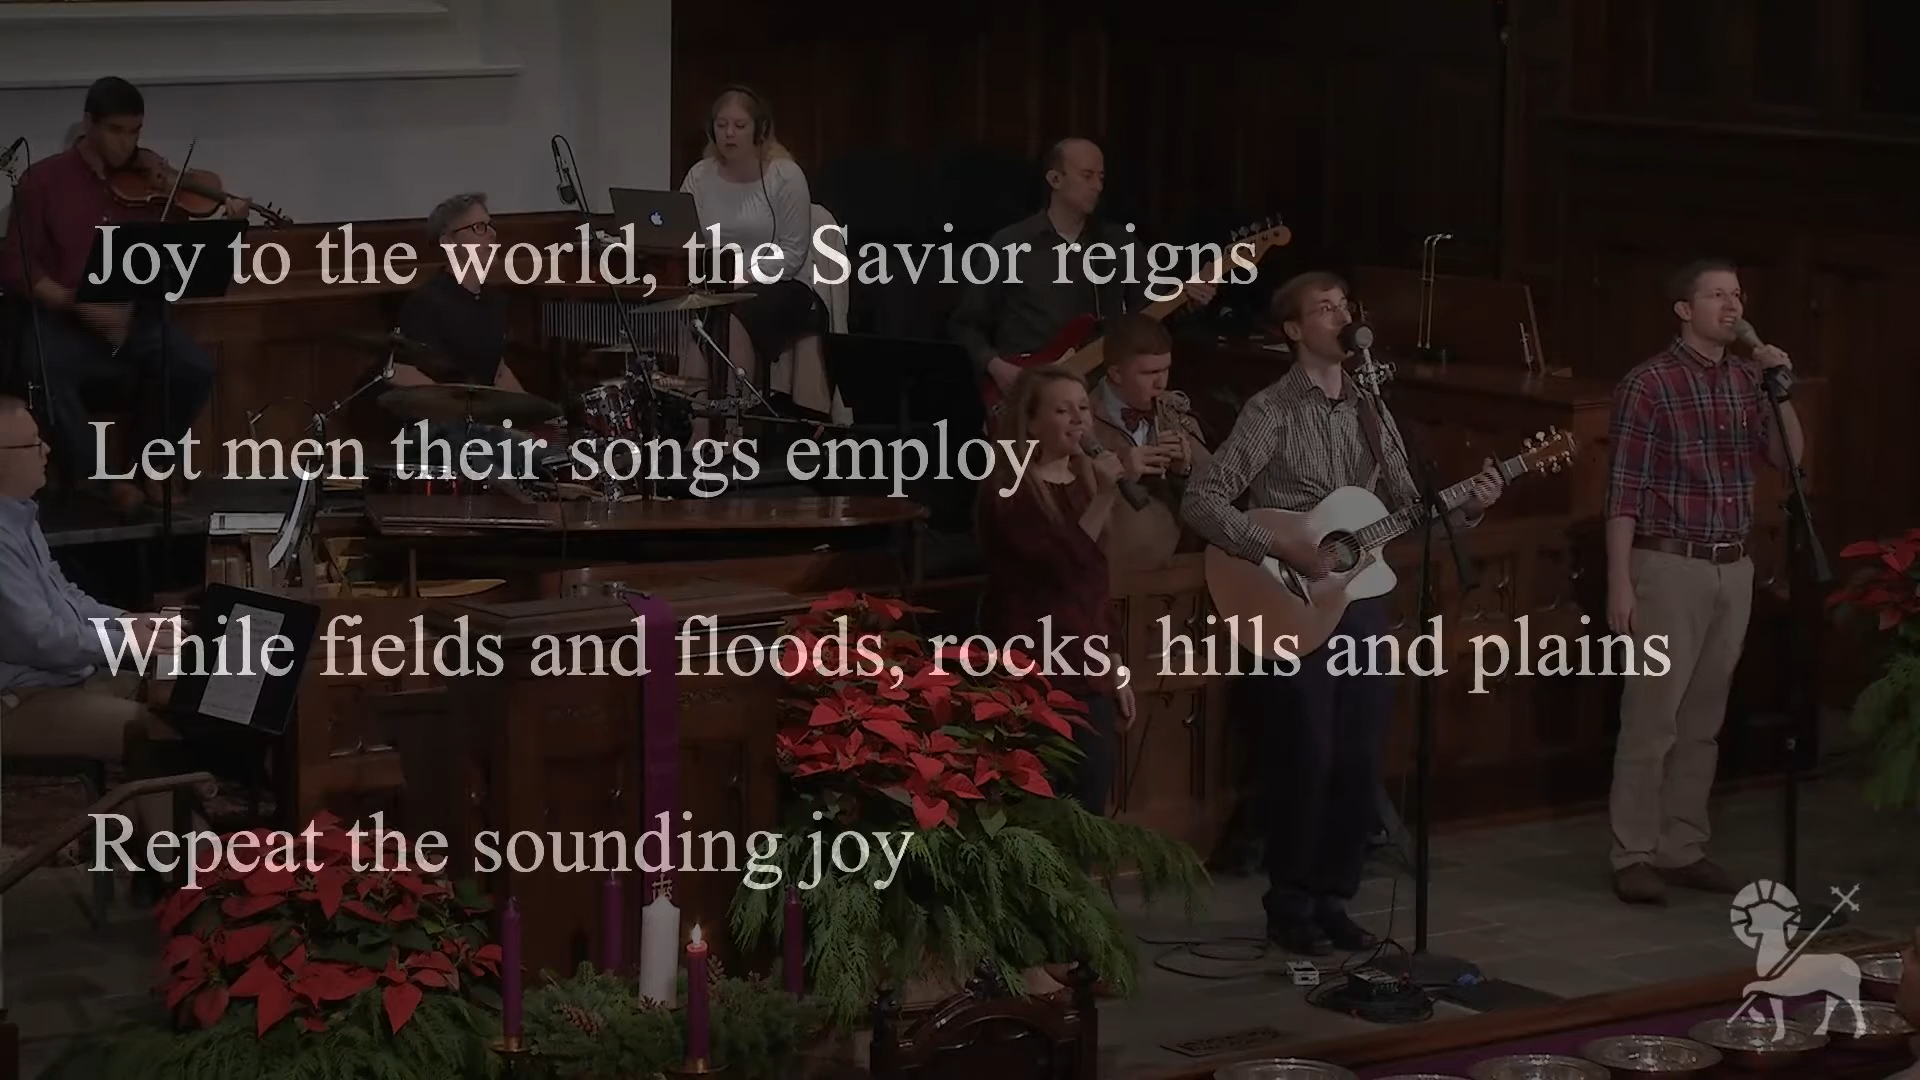 Joy to the world, the Savior reigns
Let men their songs employ
While fields and floods, rocks, hills and plains
Repeat the sounding joy